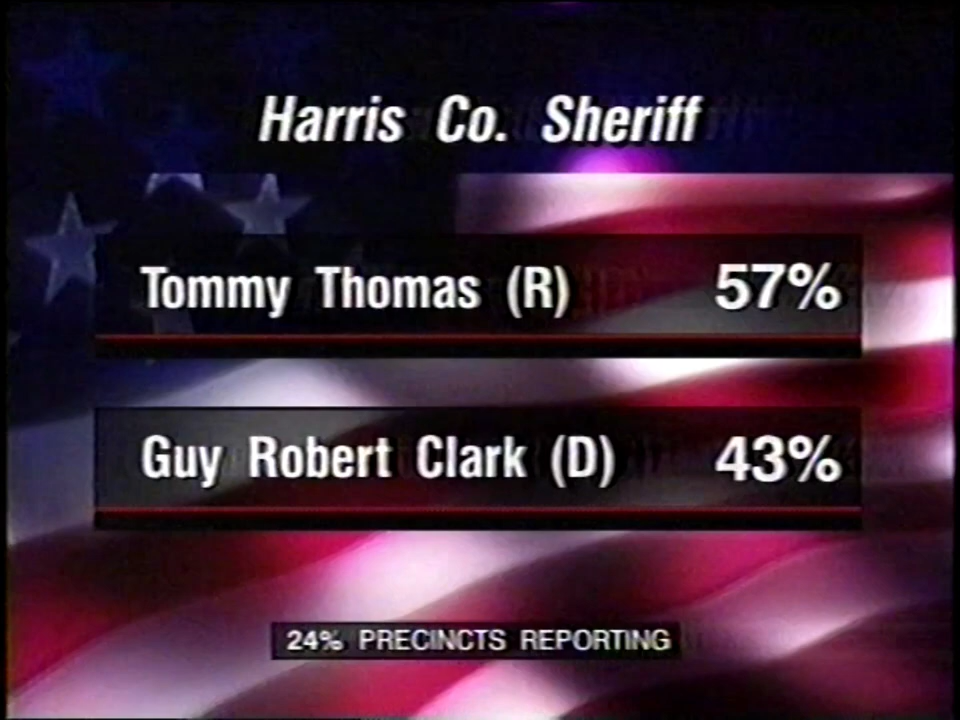 Harris Co. Sheriff
Tommy Thomas (R) 57%
Guy Robert Clark (D) 43%
24% PRECINCTS REPORTING